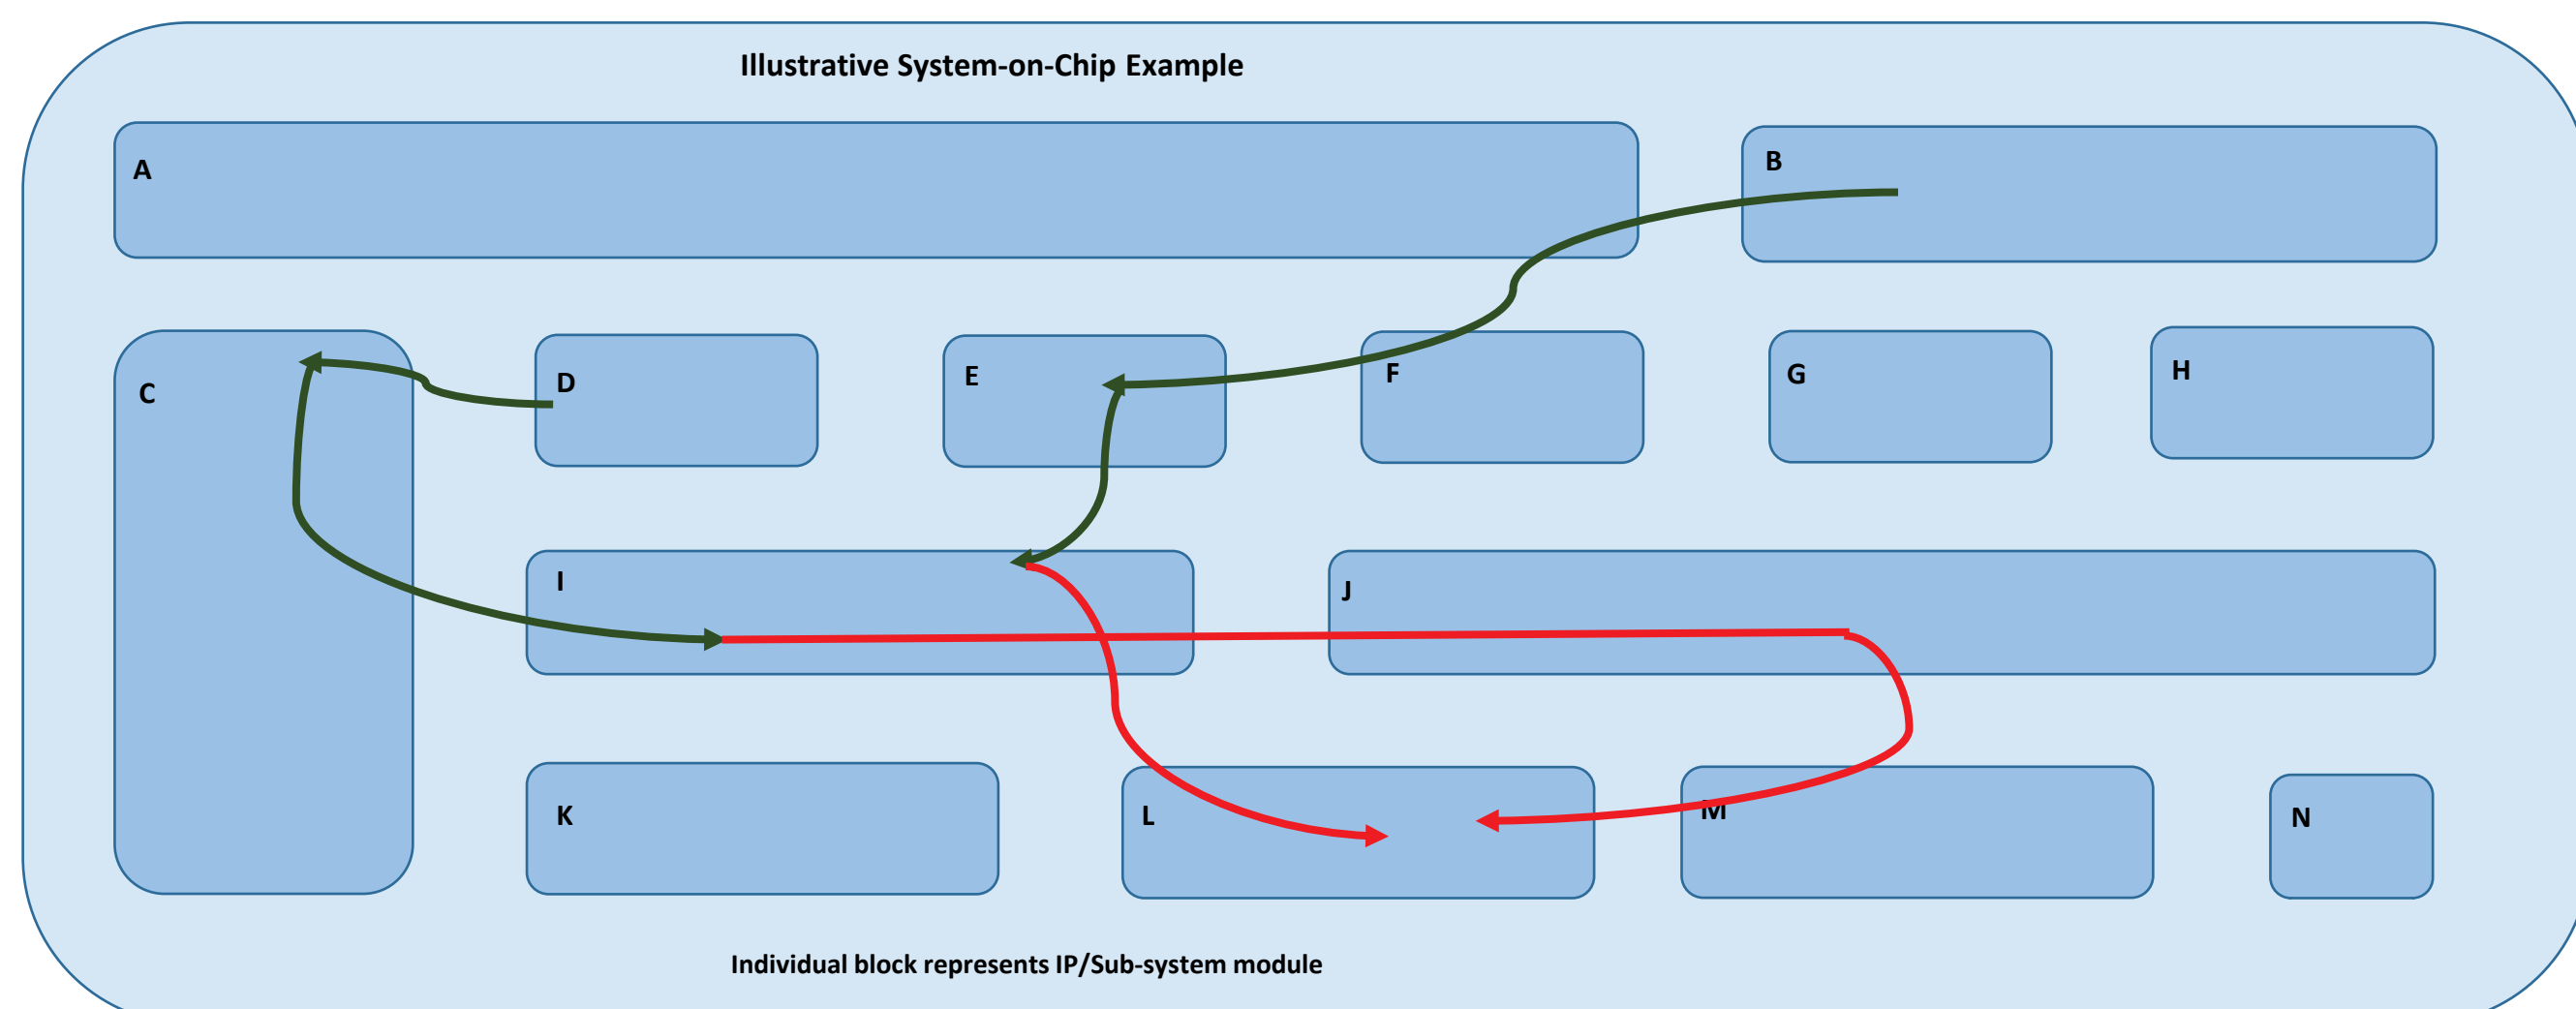 Illustrative System-on-Chip Example
A
B
C
D
E
F
G
H
I
J
K
L
M
N
Individual block represents IP/Sub-system module